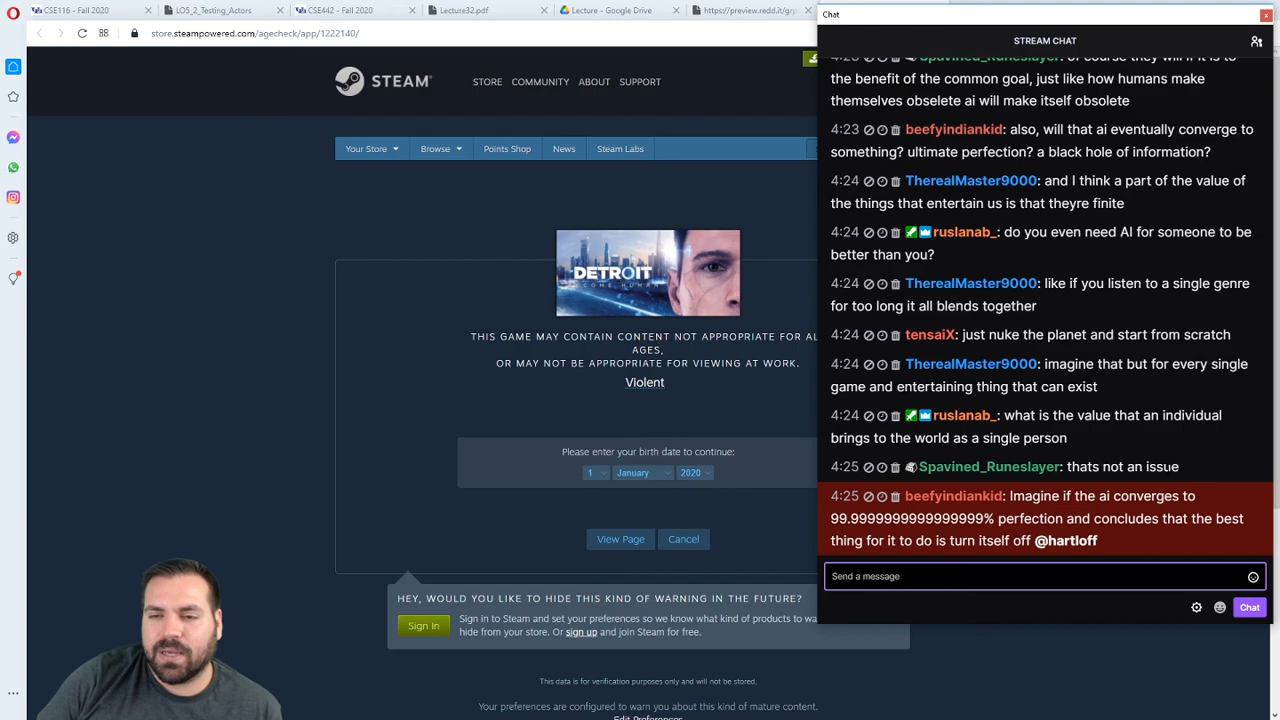 CSE116 - Fall 2020
LO5_2_Testing_Actors
CSE442 - Fall 2020
Lecture32.pdf
Lecture - Google Drive
https://preview.redd.it/grp
store.steampowered.com/agecheck/app/1222140/
STEAM
STORE COMMUNITY ABOUT SUPPORT
Your Store Browse Points Shop News Steam Labs
DETROIT
BECOME HUMAN
THIS GAME MAY CONTAIN CONTENT NOT APPROPRIATE FOR AL
AGES,
OR MAY NOT BE APPROPRIATE FOR VIEWING AT WORK.
Violent
Please enter your birth date to continue:
1 January 2020
View Page Cancel
HEY, WOULD YOU LIKE TO HIDE THIS KIND OF WARNING IN THE FUTURE?
Sign In
Sign in to Steam and set your preferences so we know what kind of products to wa
hide from your store. Or sign up and join Steam for free.
This data is for verification purposes only and will not be stored.
Your preferences are configured to warn you about this kind of mature content.
Edit Preferences
Chat
STREAM CHAT
4:23 Spavined_Runeslayer: of course they will if it is to
the benefit of the common goal, just like how humans make
themselves obselete ai will make itself obsolete
4:23 beefyindiankid: also, will that ai eventually converge to
something? ultimate perfection? a black hole of information?
4:24 TherealMaster9000: and I think a part of the value of
the things that entertain us is that theyre finite
4:24 ruslanab_: do you even need AI for someone to be
better than you?
4:24 TherealMaster9000: like if you listen to a single genre
for too long it all blends together
4:24 tensaiX: just nuke the planet and start from scratch
4:24 TherealMaster9000: imagine that but for every single
game and entertaining thing that can exist
4:24 ruslanab_: what is the value that an individual
brings to the world as a single person
4:25 Spavined_Runeslayer: thats not an issue
4:25 beefyindiankid: Imagine if the ai converges to
99.9999999999999999% perfection and concludes that the best
thing for it to do is turn itself off @hartloff
Send a message
Chat